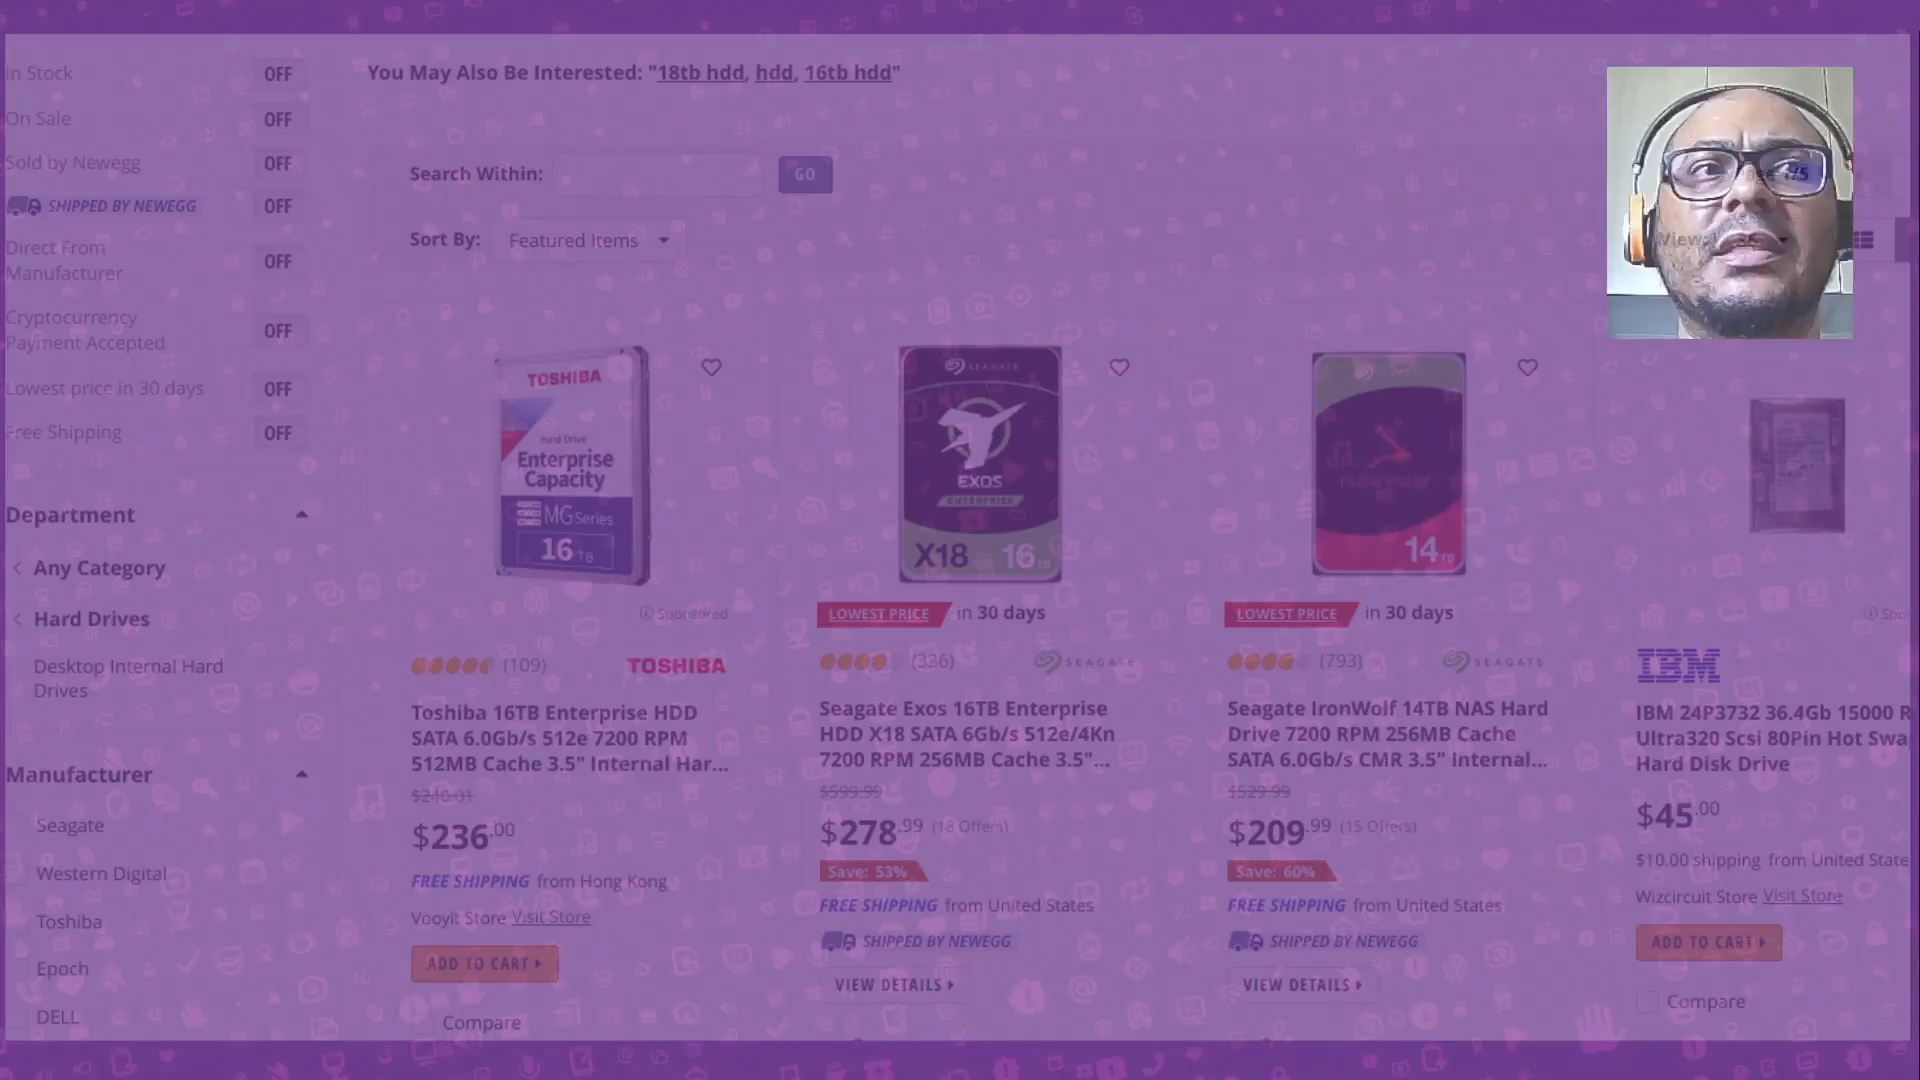 In Stock OFF
On Sale OFF
Sold by Newegg OFF
SHIPPED BY NEWEGG OFF
Direct From
Manufacturer OFF
Cryptocurrency
Payment Accepted OFF
Lowest price in 30 days OFF
Free Shipping OFF
Department
Any Category
Hard Drives
Desktop Internal Hard
Drives
Manufacturer
Seagate
Western Digital
Toshiba
Epoch
DELL
You May Also Be Interested: "18tb hdd, hdd, 16tb hdd"
Search Within: GO
Sort By: Featured Items
View:
TOSHIBA
Hard Drive
Enterprise
Capacity
MG Series
16 TB
Sponsored
(109) TOSHIBA
Toshiba 16TB Enterprise HDD
SATA 6.0Gb/s 512e 7200 RPM
512MB Cache 3.5" Internal Har...
$240.01
$236.00
FREE SHIPPING from Hong Kong
Vooyit Store Visit Store
ADD TO CART
Compare
SEAGATE
EXOS
ENTERPRISE
X18 16TB
LOWEST PRICE in 30 days
(336) SEAGATE
Seagate Exos 16TB Enterprise
HDD X18 SATA 6Gb/s 512e/4Kn
7200 RPM 256MB Cache 3.5"...
$599.99
$278.99 (18 Offers)
Save: 53%
FREE SHIPPING from United States
SHIPPED BY NEWEGG
VIEW DETAILS
SEAGATE
14TB
LOWEST PRICE in 30 days
(793) SEAGATE
Seagate IronWolf 14TB NAS Hard
Drive 7200 RPM 256MB Cache
SATA 6.0Gb/s CMR 3.5" Internal...
$529.99
$209.99 (15 Offers)
Save: 60%
FREE SHIPPING from United States
SHIPPED BY NEWEGG
VIEW DETAILS
IBM
IBM 24P3732 36.4Gb 15000 R
Ultra320 Scsi 80Pin Hot Swa
Hard Disk Drive
$45.00
$10.00 shipping from United State
Wizcircuit Store Visit Store
ADD TO CART
Compare